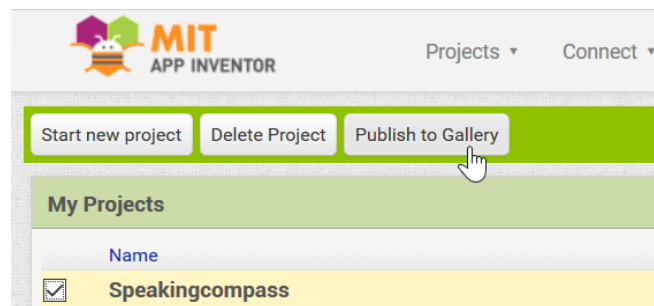 MIT
APP INVENTOR
Projects Connect
Start new project Delete Project Publish to Gallery
My Projects
Name
Speakingcompass